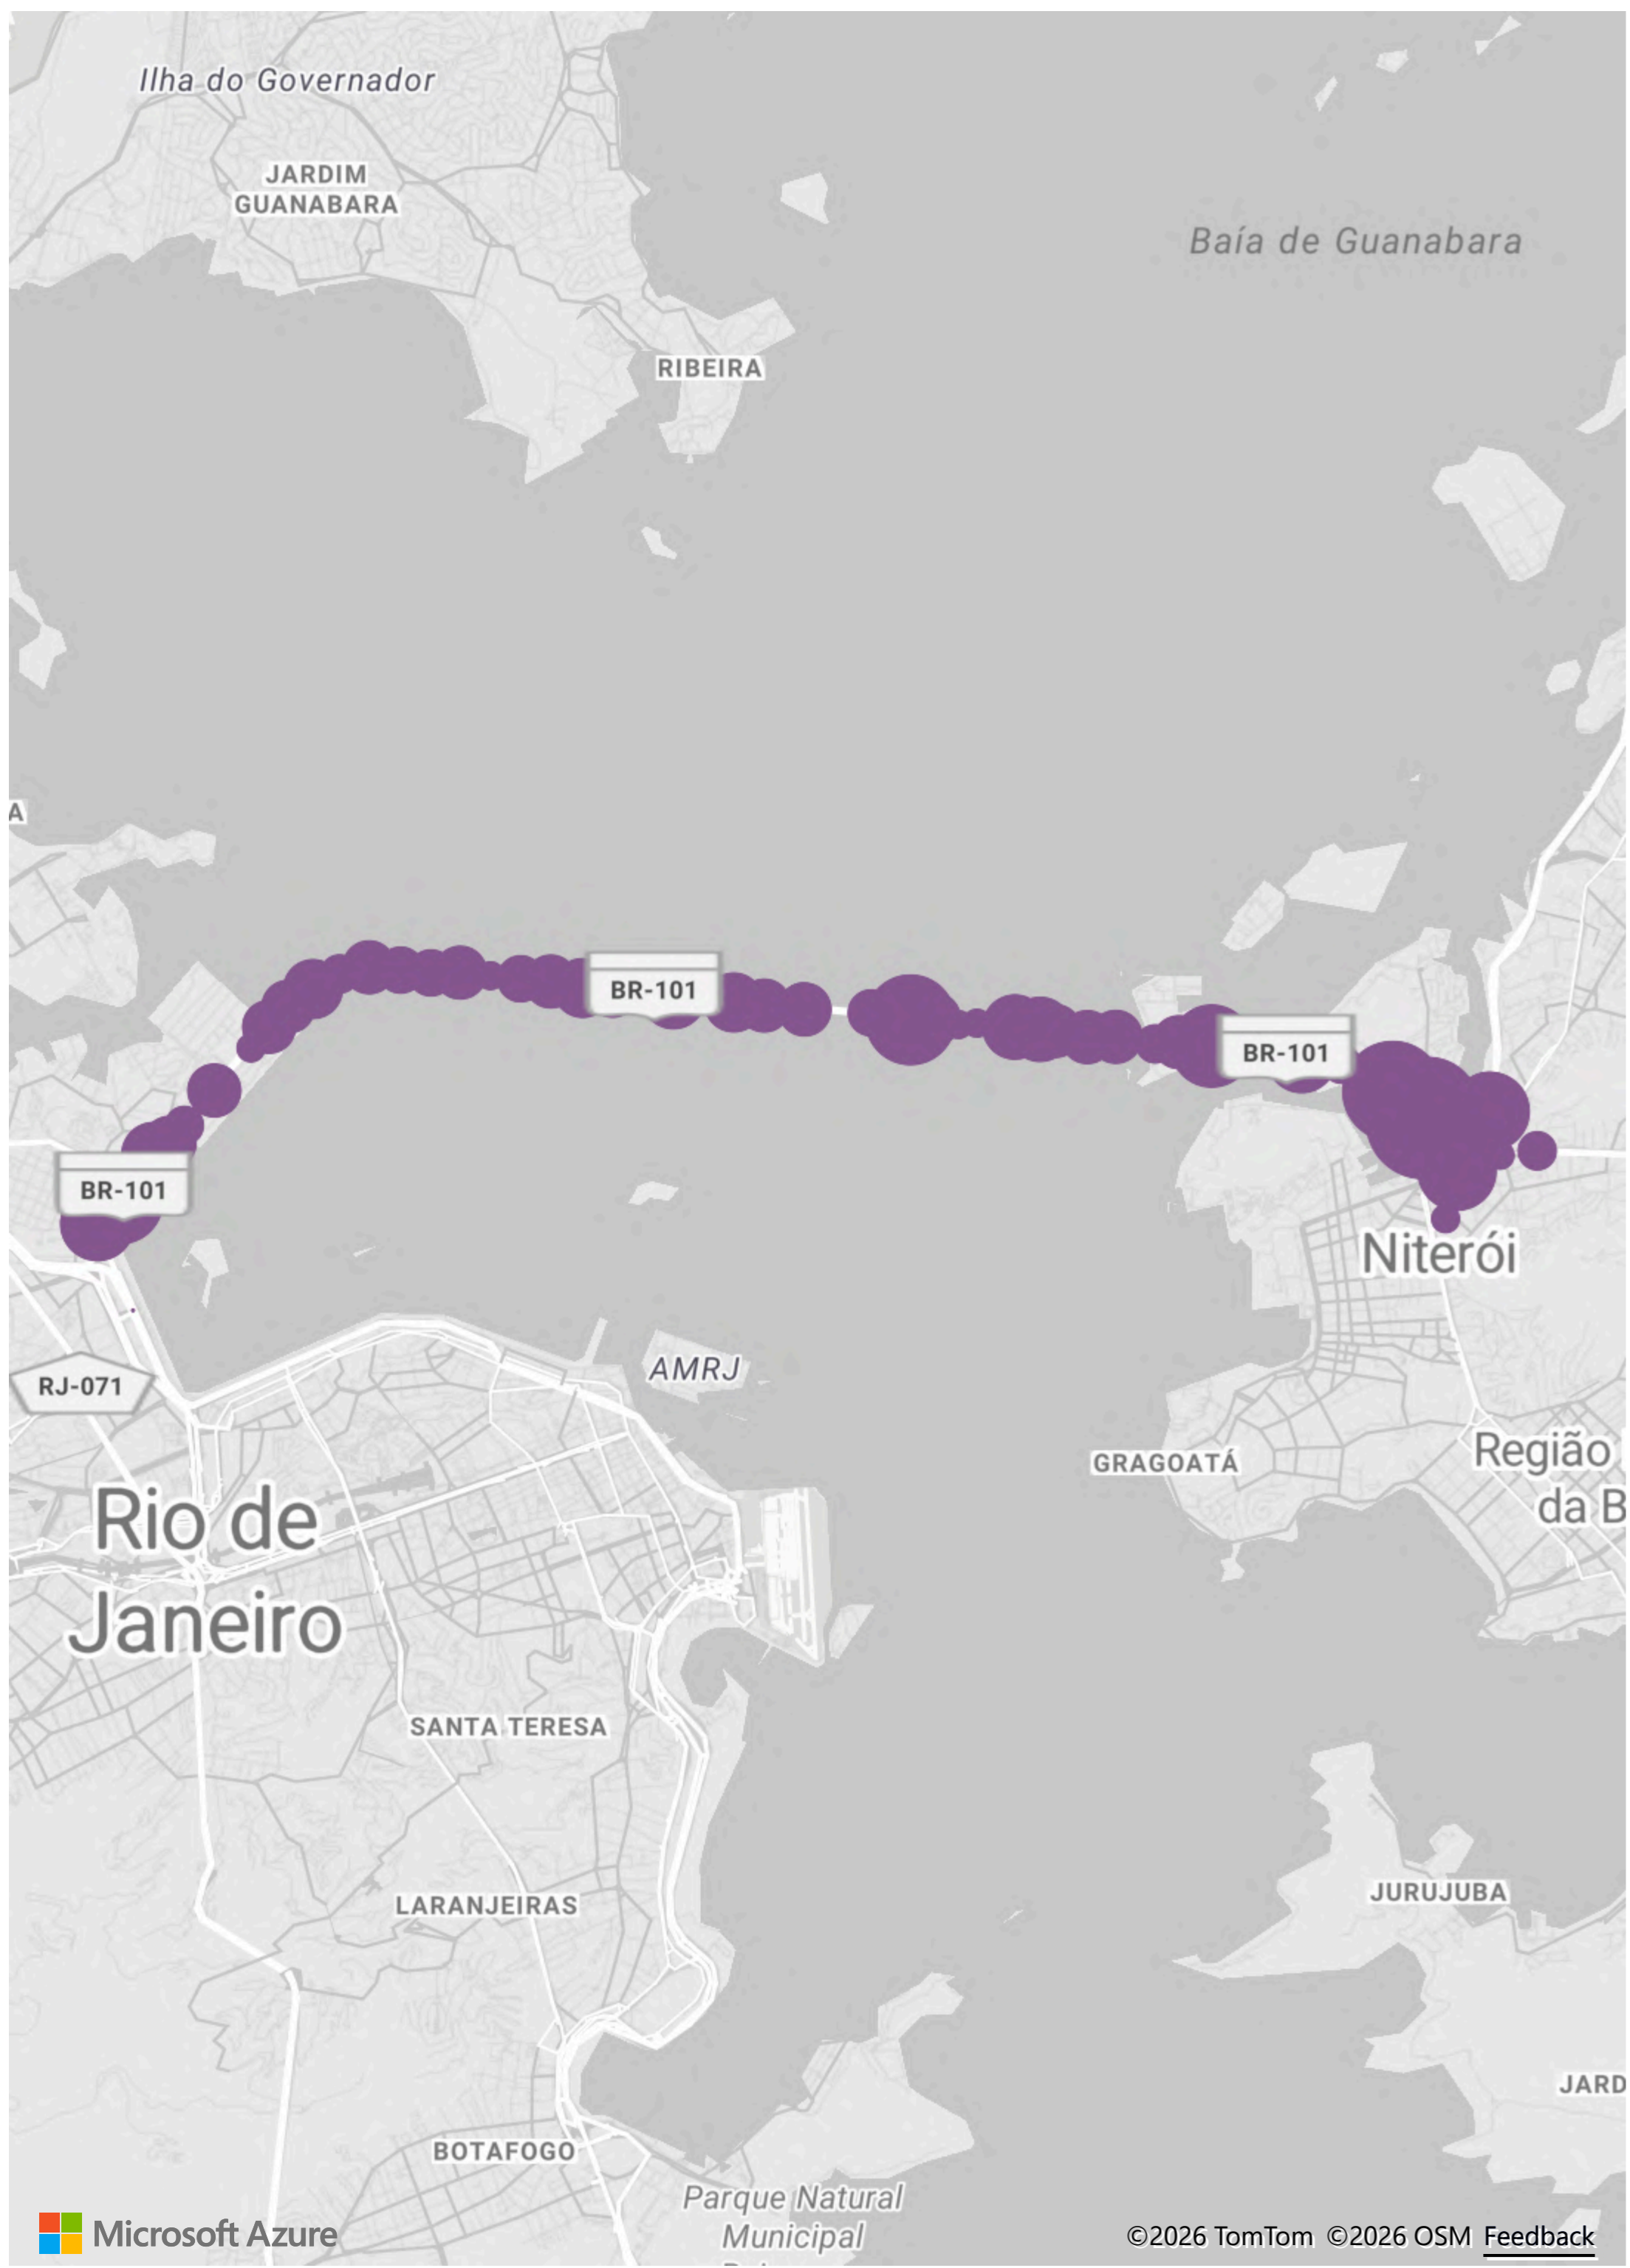 Ilha do Governador
JARDIM
GUANABARA
Baía de Guanabara
RIBEIRA
A
BR-101
BR-101
BR-101
Niterói
AMRJ
RJ-071
GRAGOATÁ
Região
da B
Rio de
Janeiro
SANTA TERESA
JURUJUBA
LARANJEIRAS
JARD
BOTAFOGO
Parque Natural
Municipal
Microsoft Azure
©2026 TomTom ©2026 OSM Feedback